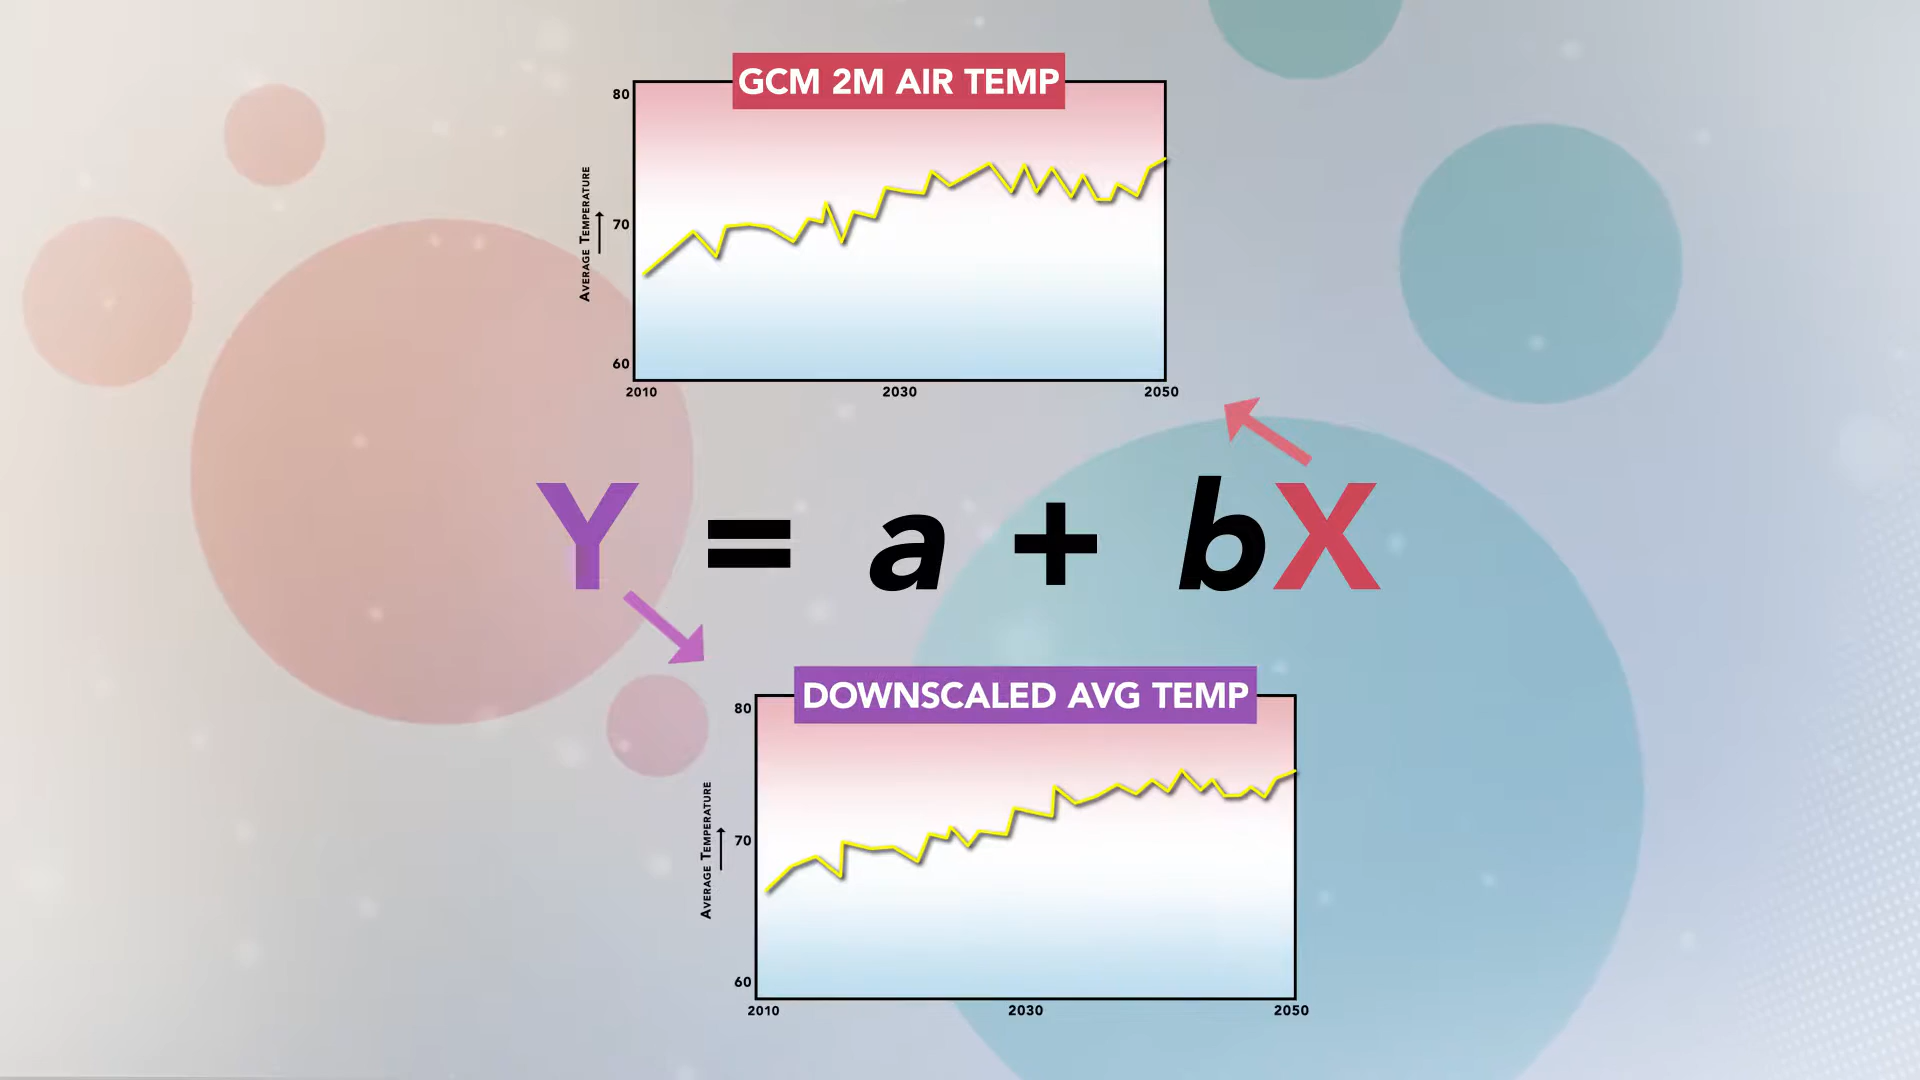 GCM 2M AIR TEMP
80
70
60
AVERAGE TEMPERATURE
2010 2030 2050
Y = a + bX
DOWNSCALED AVG TEMP
80
70
60
AVERAGE TEMPERATURE
2010 2030 2050